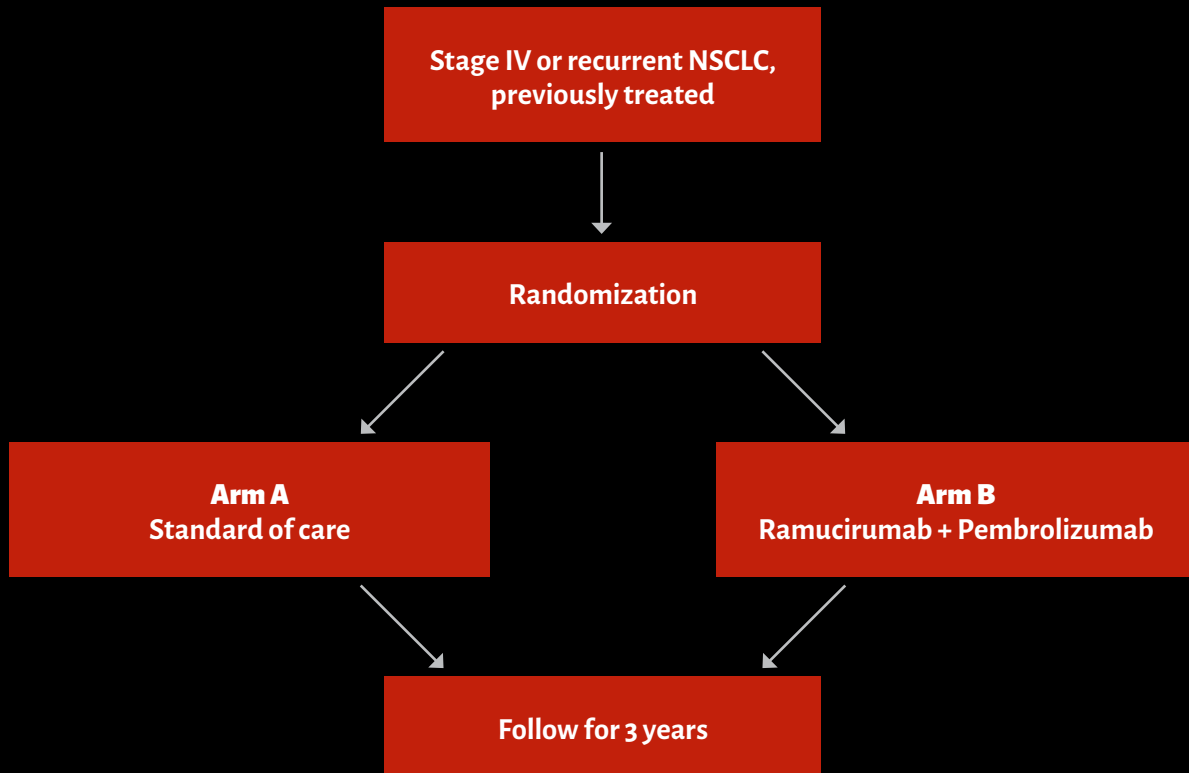 Stage IV or recurrent NSCLC,
previously treated
Randomization
Arm A
Standard of care
Arm B
Ramucirumab + Pembrolizumab
Follow for 3 years